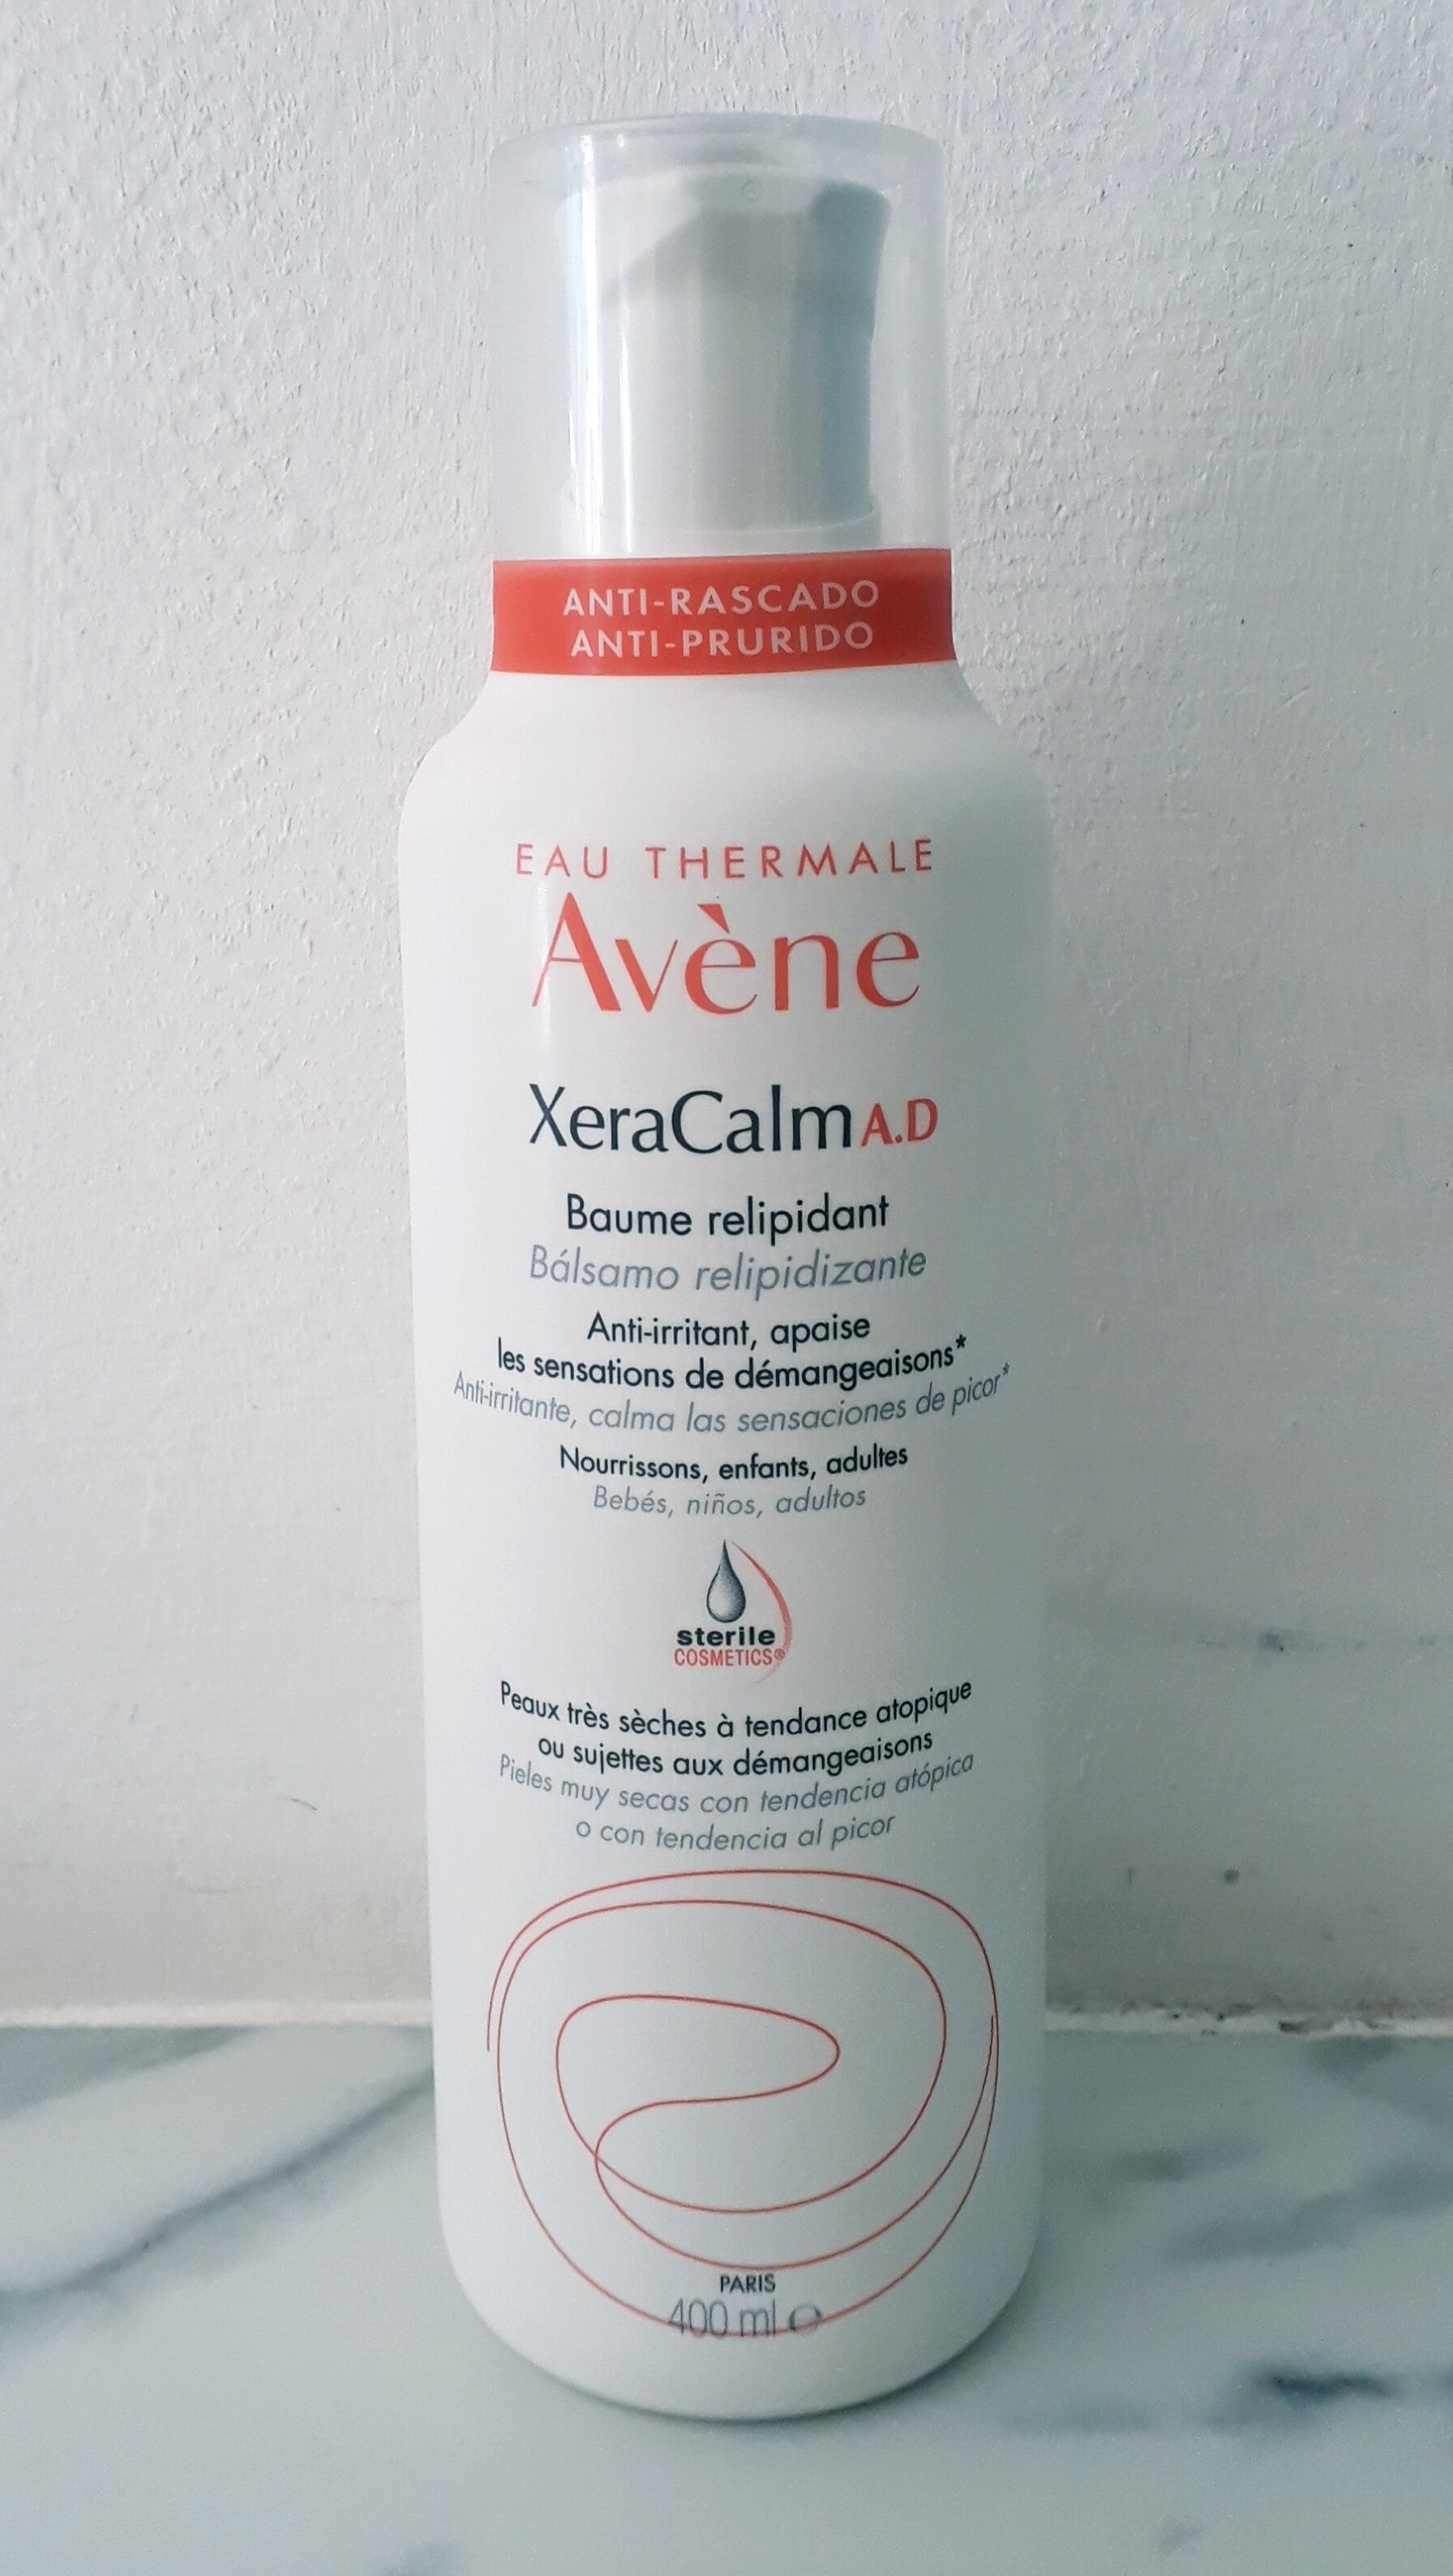 ANTI-RASCADO
ANTI-PRURIDO
EAU THERMALE
Avène
XeraCalm A.D
Baume relipidant
Bálsamo relipidizante
Anti-irritant, apaise
les sensations de démangeaisons*
Anti-irritante, calma las sensaciones de picor*
Nourrissons, enfants, adultes
Bebés, niños, adultos
sterile
COSMETICS®
Peaux très sèches à tendance atopique
ou sujettes aux démangeaisons
Pieles muy secas con tendencia atópica
o con tendencia al picor
PARIS
400 ml ℮